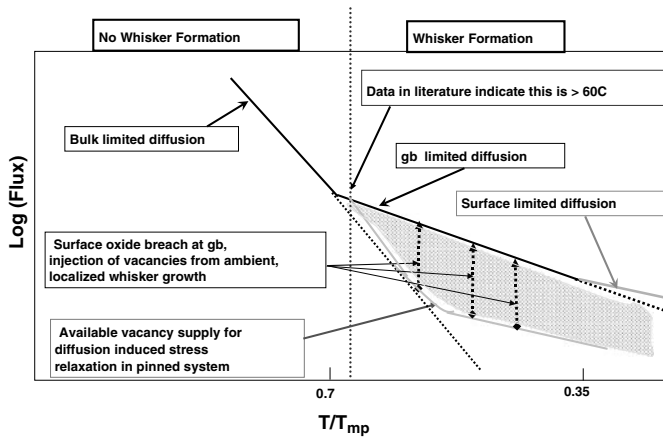 No Whisker Formation
Whisker Formation
Data in literature indicate this is > 60C
Bulk limited diffusion
gb limited diffusion
Surface limited diffusion
Log (Flux)
Surface oxide breach at gb,
injection of vacancies from ambient,
localized whisker growth
Available vacancy supply for
diffusion induced stress
relaxation in pinned system
0.7
0.35
T/Tmp